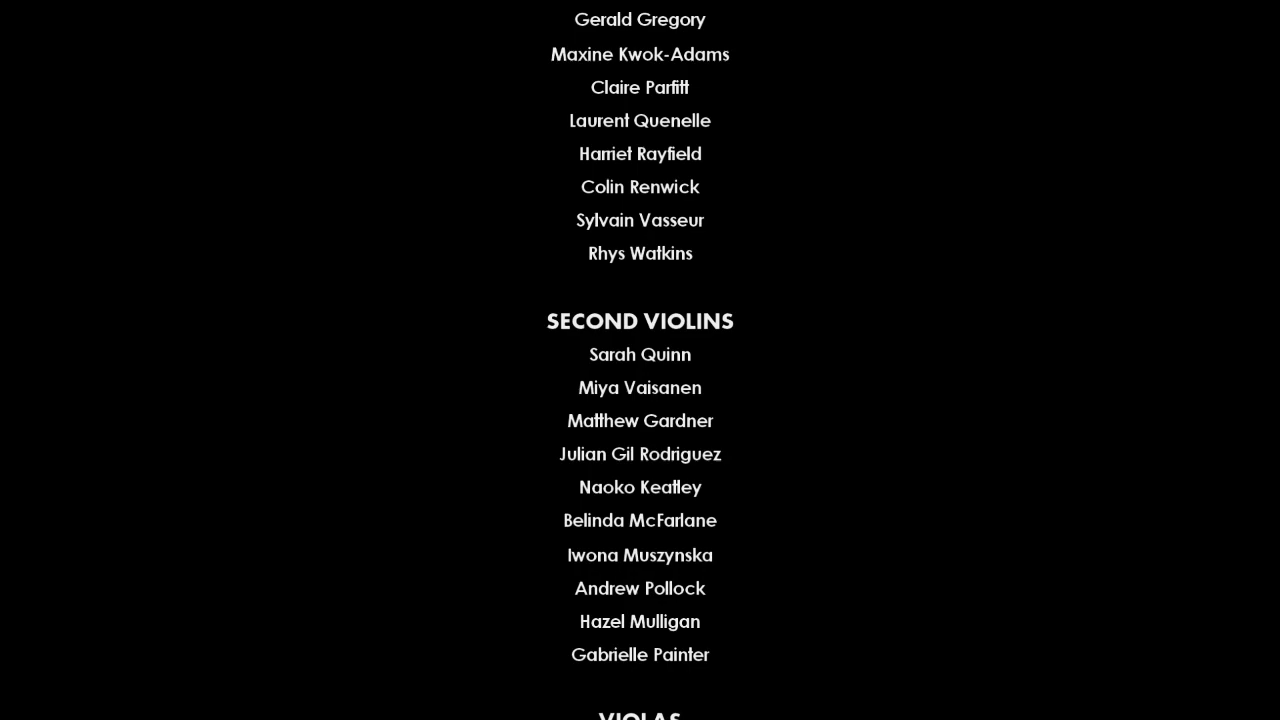 Gerald Gregory
Maxine Kwok-Adams
Claire Parfitt
Laurent Quenelle
Harriet Rayfield
Colin Renwick
Sylvain Vasseur
Rhys Watkins
SECOND VIOLINS
Sarah Quinn
Miya Vaisanen
Matthew Gardner
Julian Gil Rodriguez
Naoko Keatley
Belinda McFarlane
Iwona Muszynska
Andrew Pollock
Hazel Mulligan
Gabrielle Painter
VIOLAS